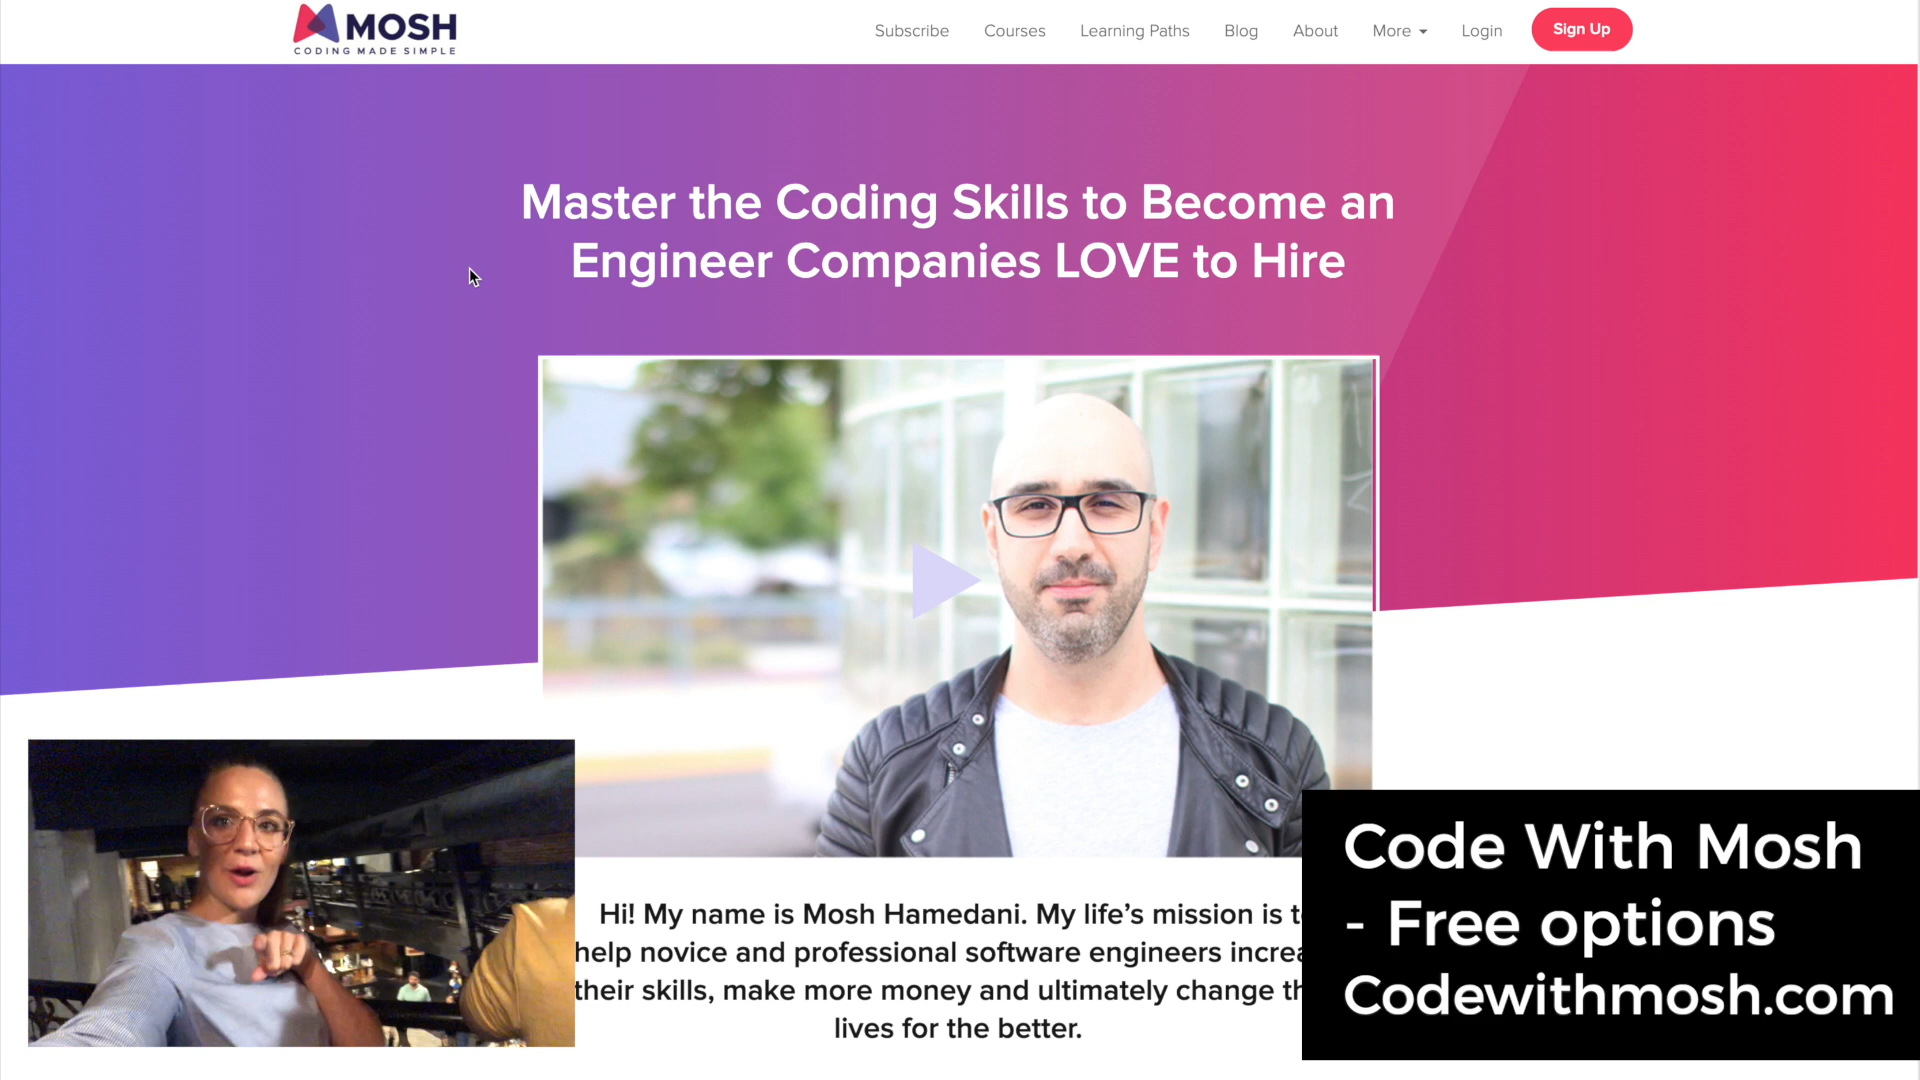 MOSH
CODING MADE SIMPLE
Subscribe Courses Learning Paths Blog About More Login Sign Up
Master the Coding Skills to Become an
Engineer Companies LOVE to Hire
Hi! My name is Mosh Hamedani. My life's mission is
help novice and professional software engineers
their skills, make more money and ultimately change
lives for the better.
Code With Mosh
- Free options
Codewithmosh.com